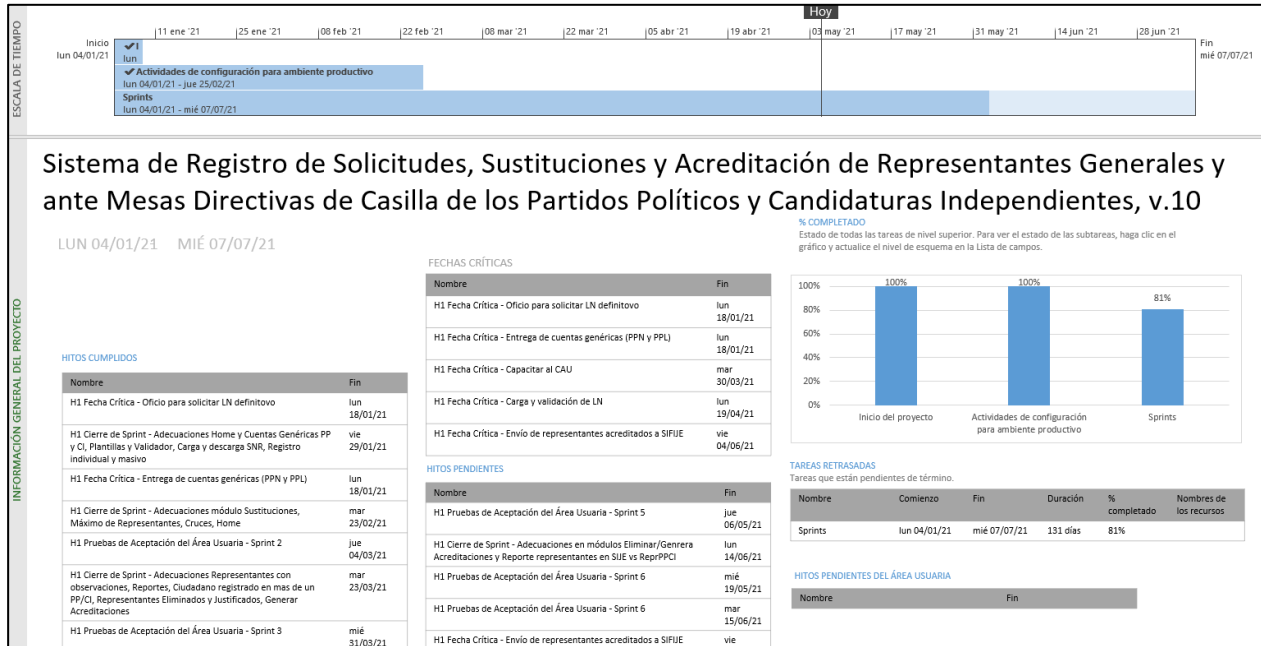 Hoy
ESCALA DE TIEMPO
11 ene '21 25 ene '21 08 feb '21 22 feb '21 08 mar '21 22 mar '21 05 abr '21 19 abr '21 03 may '21 17 may '21 31 may '21 14 jun '21 28 jun '21
Inicio
lun 04/01/21
I
lun
Fin
mié 07/07/21
Actividades de configuración para ambiente productivo
lun 04/01/21 - jue 25/02/21
Sprints
lun 04/01/21 - mié 07/07/21
INFORMACIÓN GENERAL DEL PROYECTO
Sistema de Registro de Solicitudes, Sustituciones y Acreditación de Representantes Generales y
ante Mesas Directivas de Casilla de los Partidos Políticos y Candidaturas Independientes, v.10
LUN 04/01/21 MIÉ 07/07/21
HITOS CUMPLIDOS
Nombre Fin
H1 Fecha Crítica - Oficio para solicitar LN definitovo lun
18/01/21
H1 Cierre de Sprint - Adecuaciones Home y Cuentas Genéricas PP vie
y CI, Plantillas y Validador, Carga y descarga SNR, Registro 29/01/21
individual y masivo
H1 Fecha Crítica - Entrega de cuentas genéricas (PPN y PPL) lun
18/01/21
H1 Cierre de Sprint - Adecuaciones módulo Sustituciones, mar
Máximo de Representantes, Cruces, Home 23/02/21
H1 Pruebas de Aceptación del Área Usuaria - Sprint 2 jue
04/03/21
H1 Cierre de Sprint - Adecuaciones Representantes con mar
observaciones, Reportes, Ciudadano registrado en mas de un 23/03/21
PP/CI, Representantes Eliminados y Justificados, Generar
Acreditaciones
H1 Pruebas de Aceptación del Área Usuaria - Sprint 3 mié
31/03/21
FECHAS CRÍTICAS
Nombre Fin
H1 Fecha Crítica - Oficio para solicitar LN definitovo lun
18/01/21
H1 Fecha Crítica - Entrega de cuentas genéricas (PPN y PPL) lun
18/01/21
H1 Fecha Crítica - Capacitar al CAU mar
30/03/21
H1 Fecha Crítica - Carga y validación de LN lun
19/04/21
H1 Fecha Crítica - Envío de representantes acreditados a SIFIJE vie
04/06/21
HITOS PENDIENTES
Nombre Fin
H1 Pruebas de Aceptación del Área Usuaria - Sprint 5 jue
06/05/21
H1 Cierre de Sprint - Adecuaciones en módulos Eliminar/Genrera lun
Acreditaciones y Reporte representantes en SIJE vs ReprPPCI 14/06/21
H1 Pruebas de Aceptación del Área Usuaria - Sprint 6 mié
19/05/21
H1 Pruebas de Aceptación del Área Usuaria - Sprint 6 mar
15/06/21
H1 Fecha Crítica - Envío de representantes acreditados a SIFIJE vie
% COMPLETADO
Estado de todas las tareas de nivel superior. Para ver el estado de las subtareas, haga clic en el
gráfico y actualice el nivel de esquema en la Lista de campos.
100% 100% 100%
81%
80%
60%
40%
20%
0%
Inicio del proyecto Actividades de configuración Sprints
para ambiente productivo
TAREAS RETRASADAS
Tareas que están pendientes de término.
Nombre Comienzo Fin Duración % Nombres de
completado los recursos
Sprints lun 04/01/21 mié 07/07/21 131 días 81%
HITOS PENDIENTES DEL ÁREA USUARIA
Nombre Fin